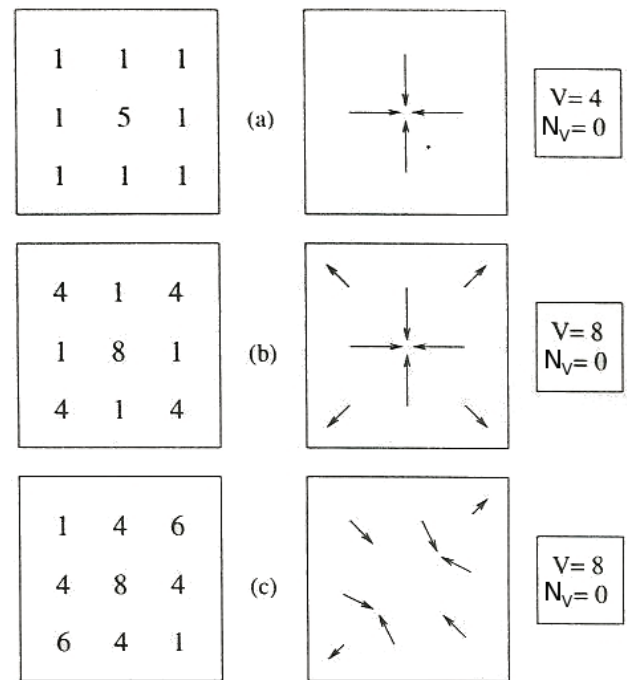 1 1 1
1 5 1
1 1 1
(a)
V= 4
N_V= 0
4 1 4
1 8 1
4 1 4
(b)
V= 8
N_V= 0
1 4 6
4 8 4
6 4 1
(c)
V= 8
N_V= 0